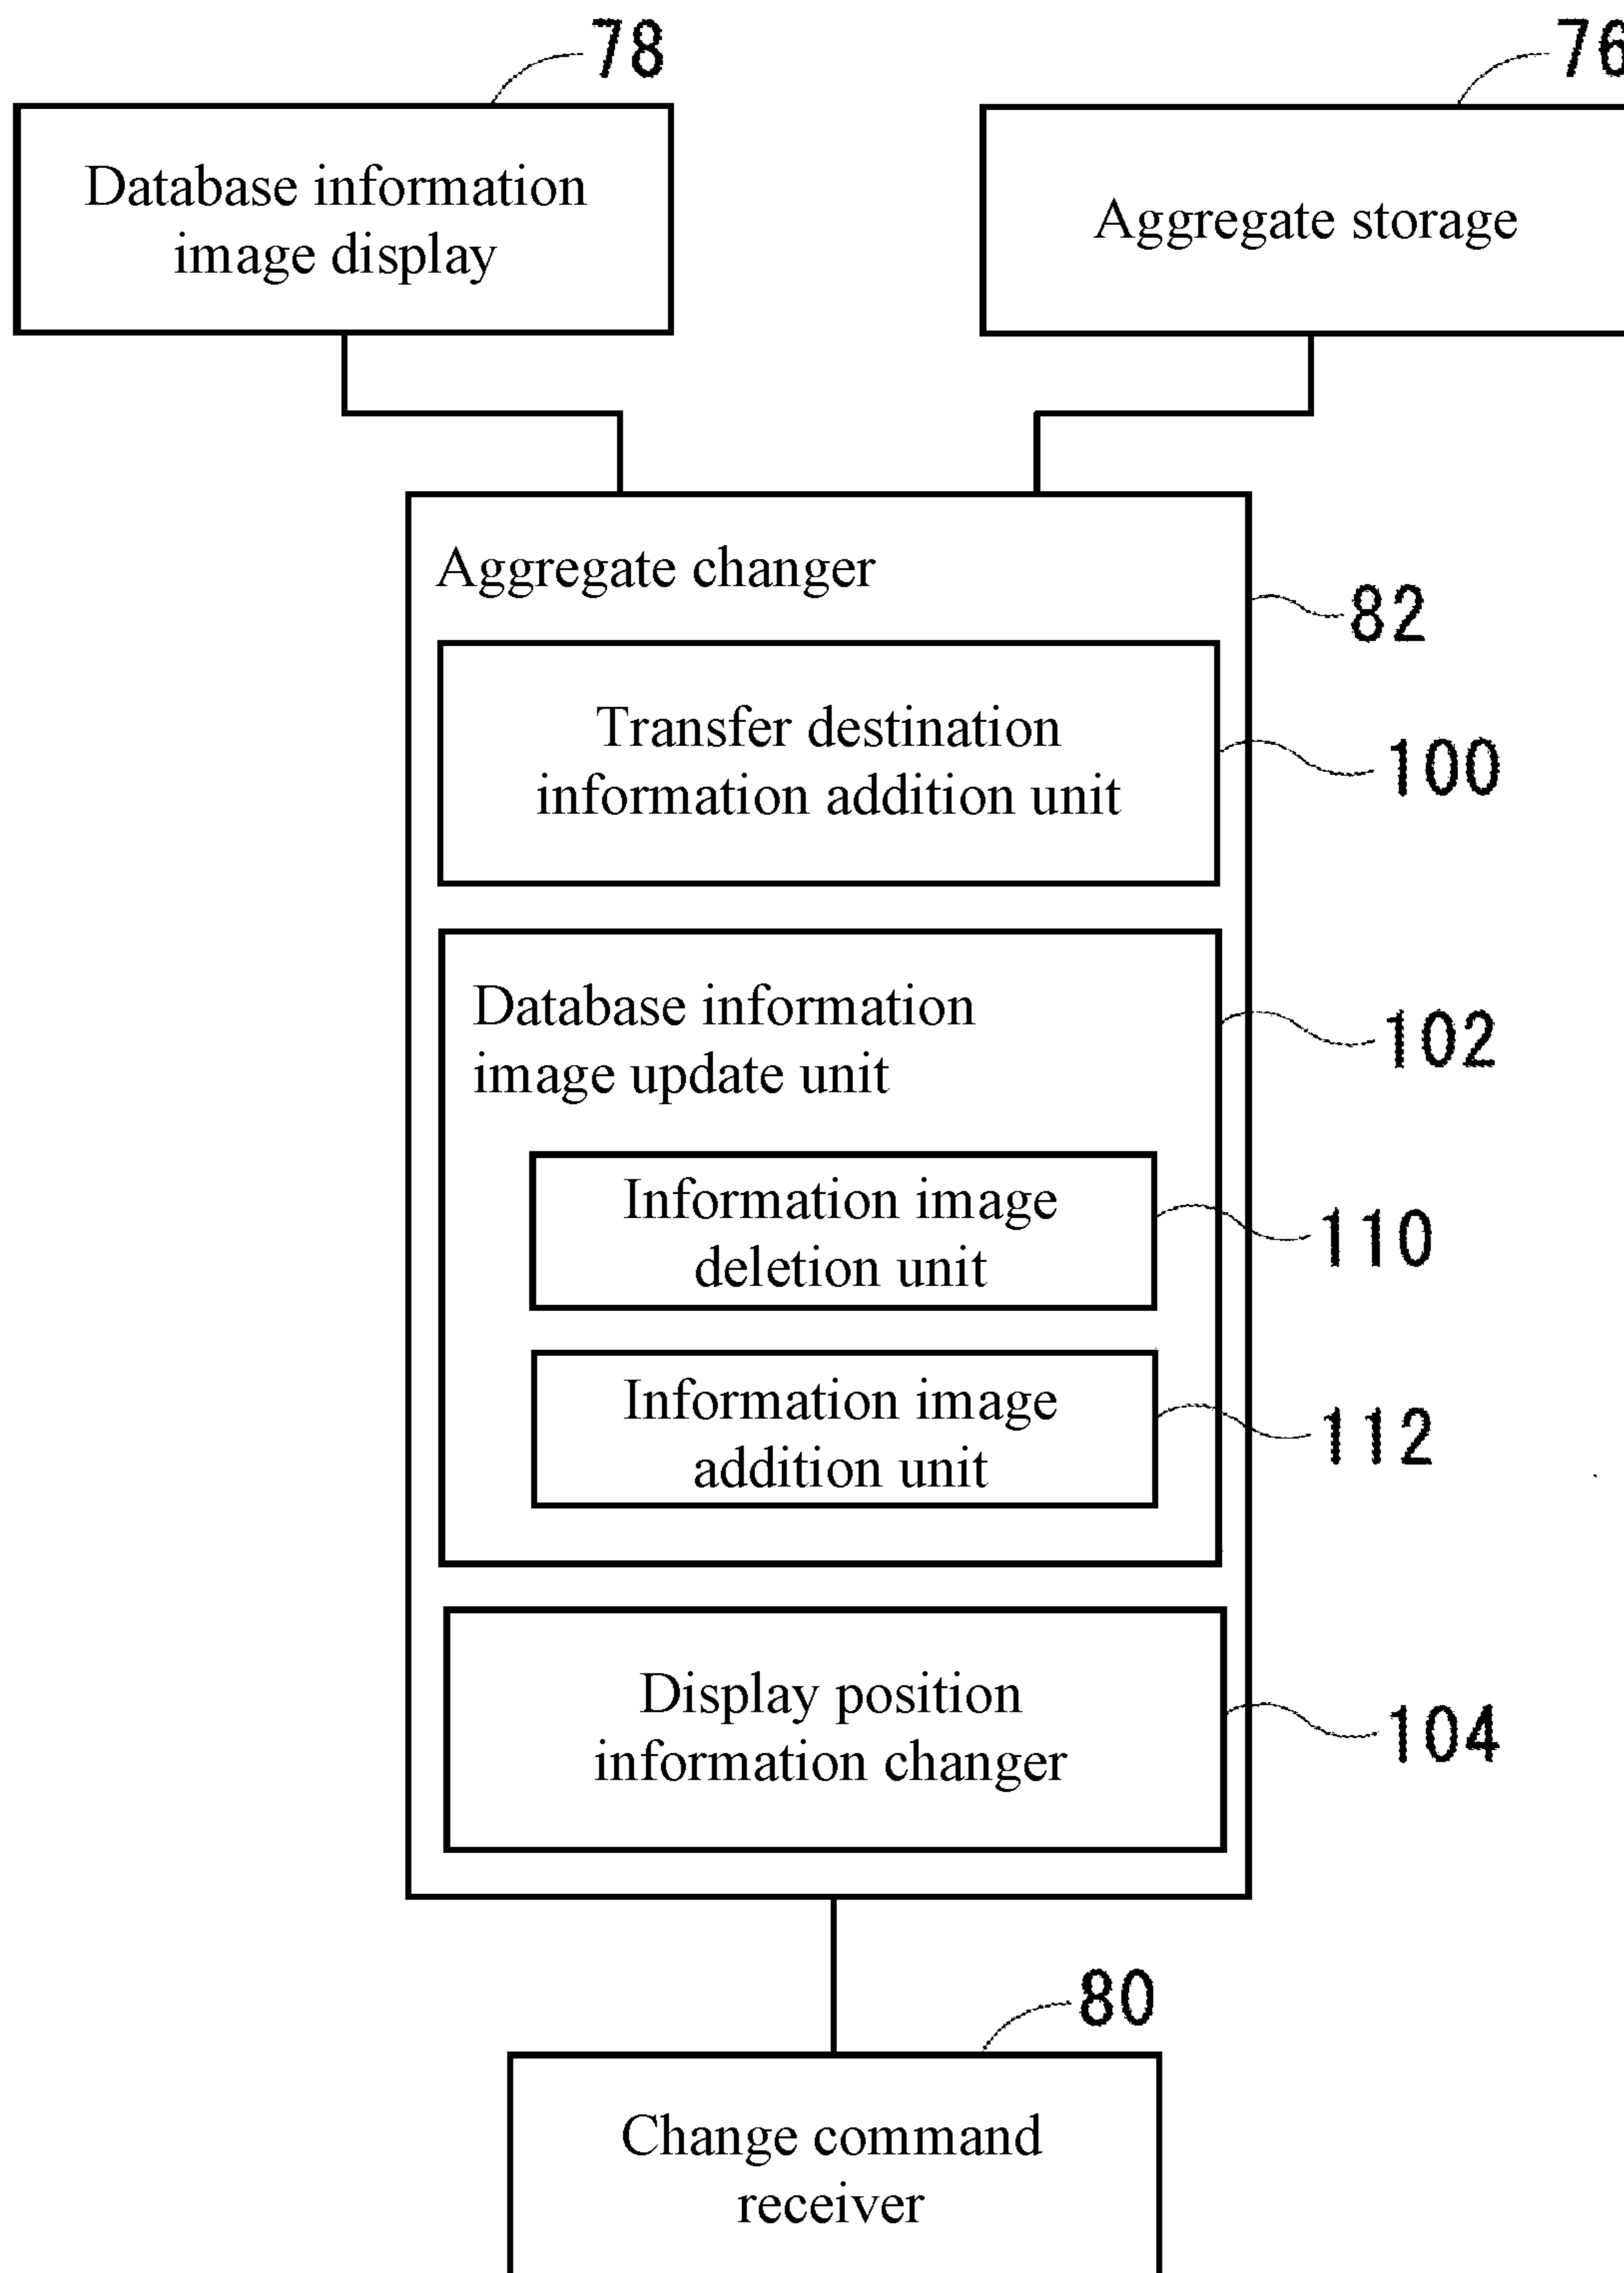 78
76
Database information
image display
Aggregate storage
Aggregate changer
82
Transfer destination
information addition unit
100
Database information
image update unit
102
Information image
deletion unit
110
Information image
addition unit
112
Display position
information changer
104
80
Change command
receiver